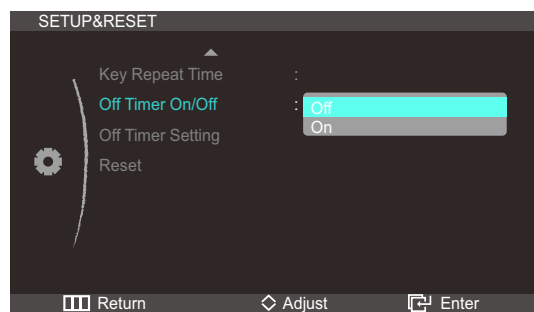 SETUP&RESET
Key Repeat Time :
Off Timer On/Off : Off
On
Off Timer Setting
Reset
Return Adjust Enter